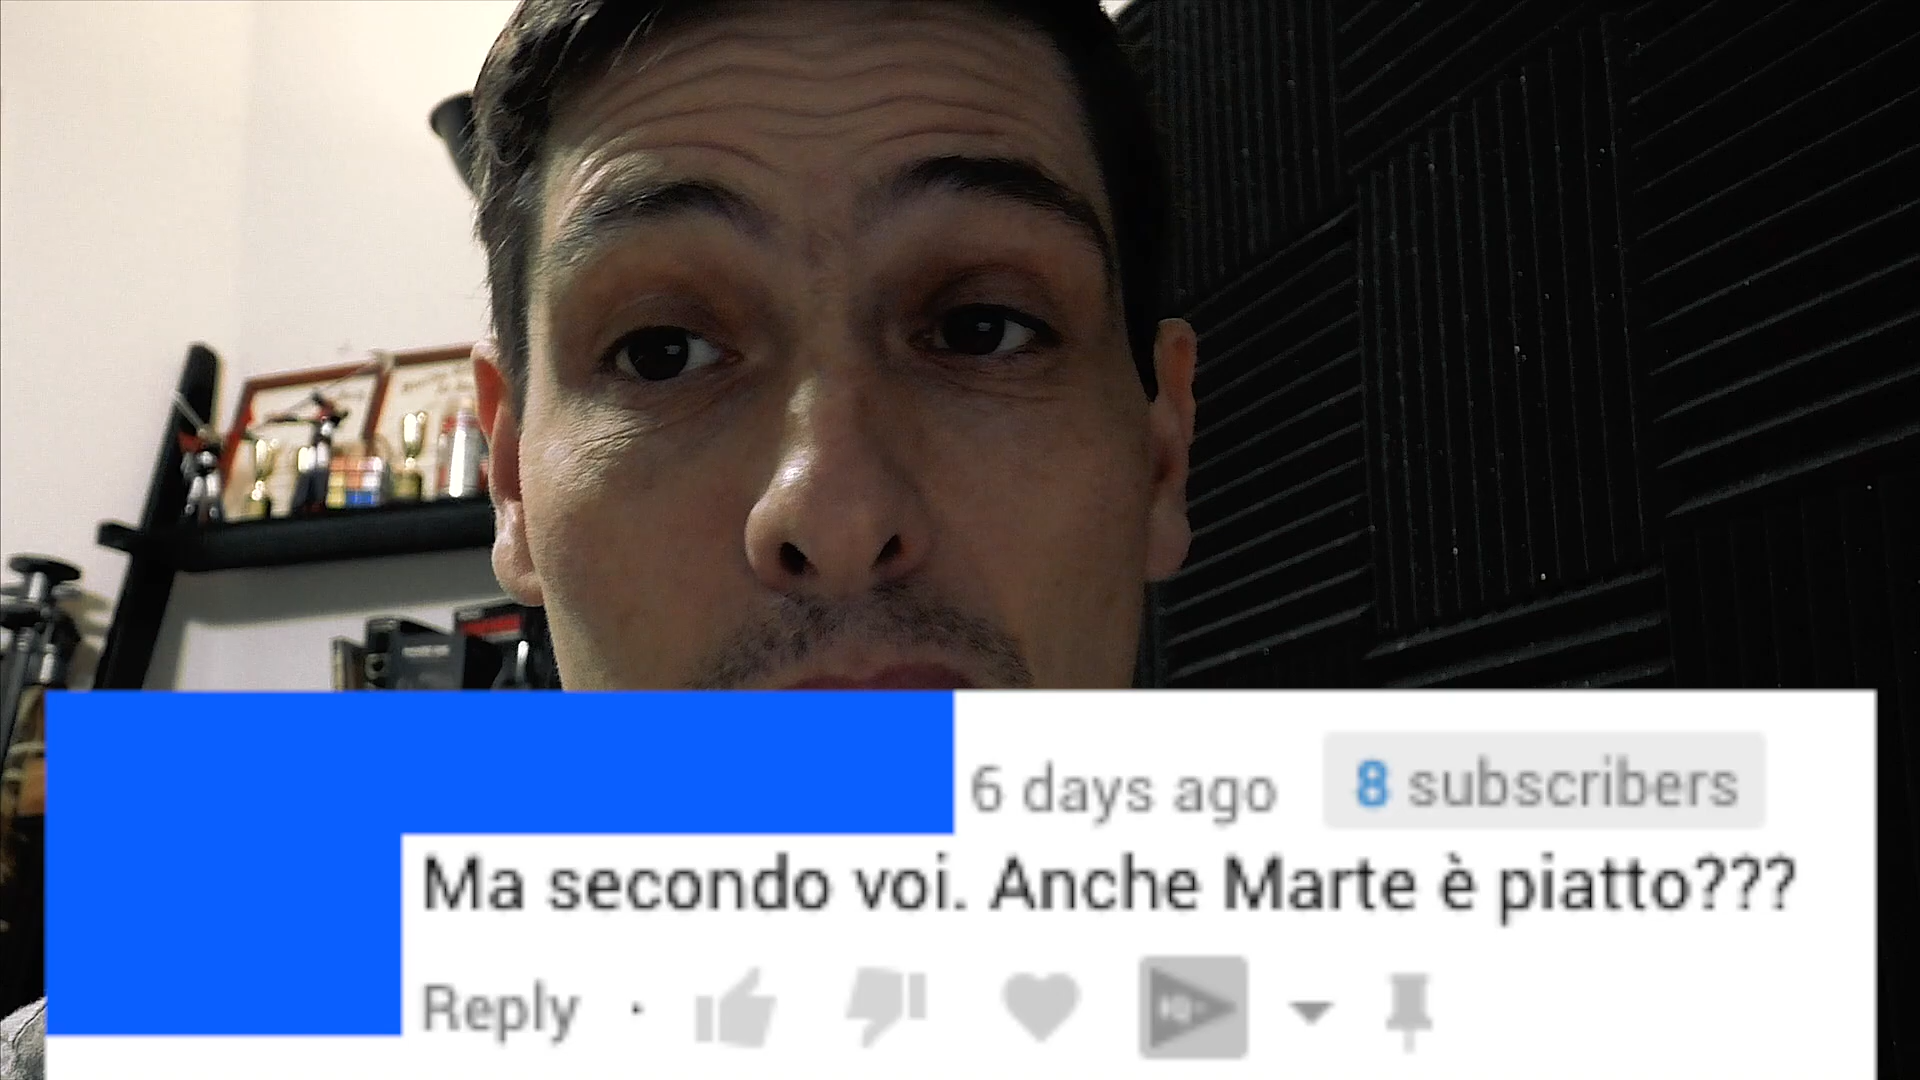 6 days ago 8 subscribers
Ma secondo voi. Anche Marte è piatto???
Reply